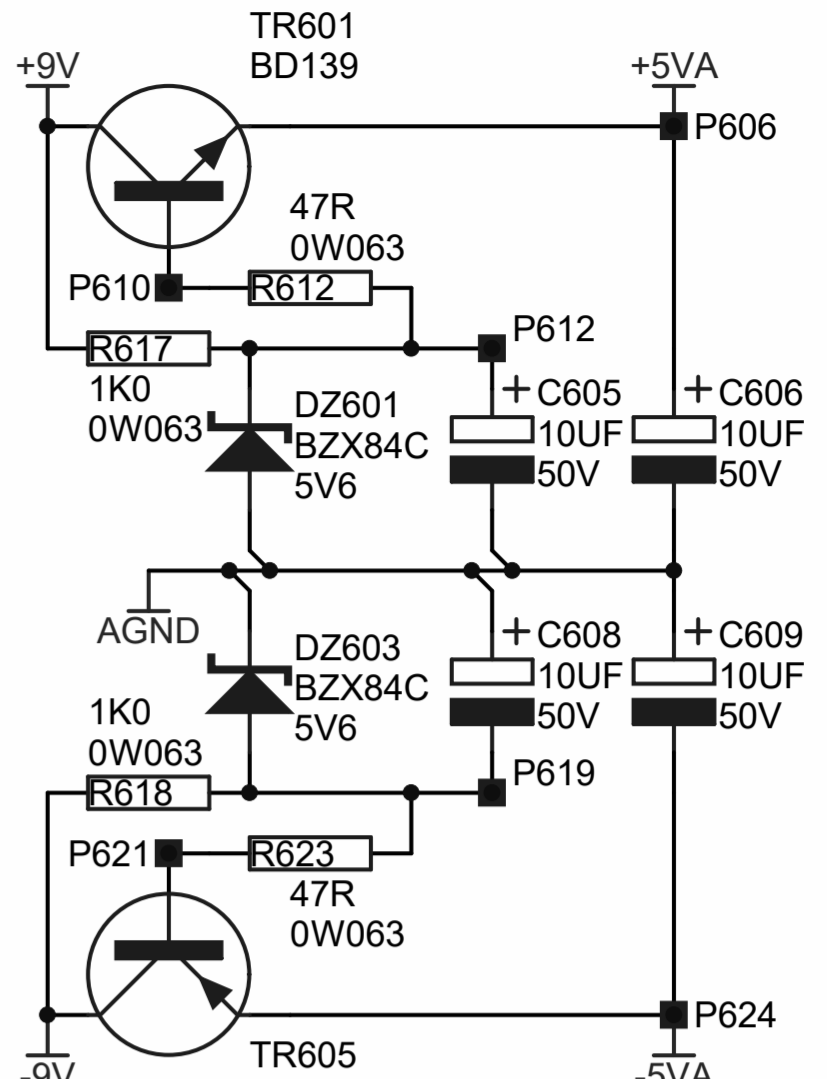 TR601
BD139
+9V
+5VA
P606
47R
0W063
P610
R612
P612
R617
1K0
0W063
DZ601
BZX84C
5V6
+
C605
10UF
50V
+
C606
10UF
50V
AGND
DZ603
BZX84C
5V6
+
C608
10UF
50V
+
C609
10UF
50V
1K0
0W063
R618
P619
P621
R623
47R
0W063
P624
TR605
-9V
-5VA